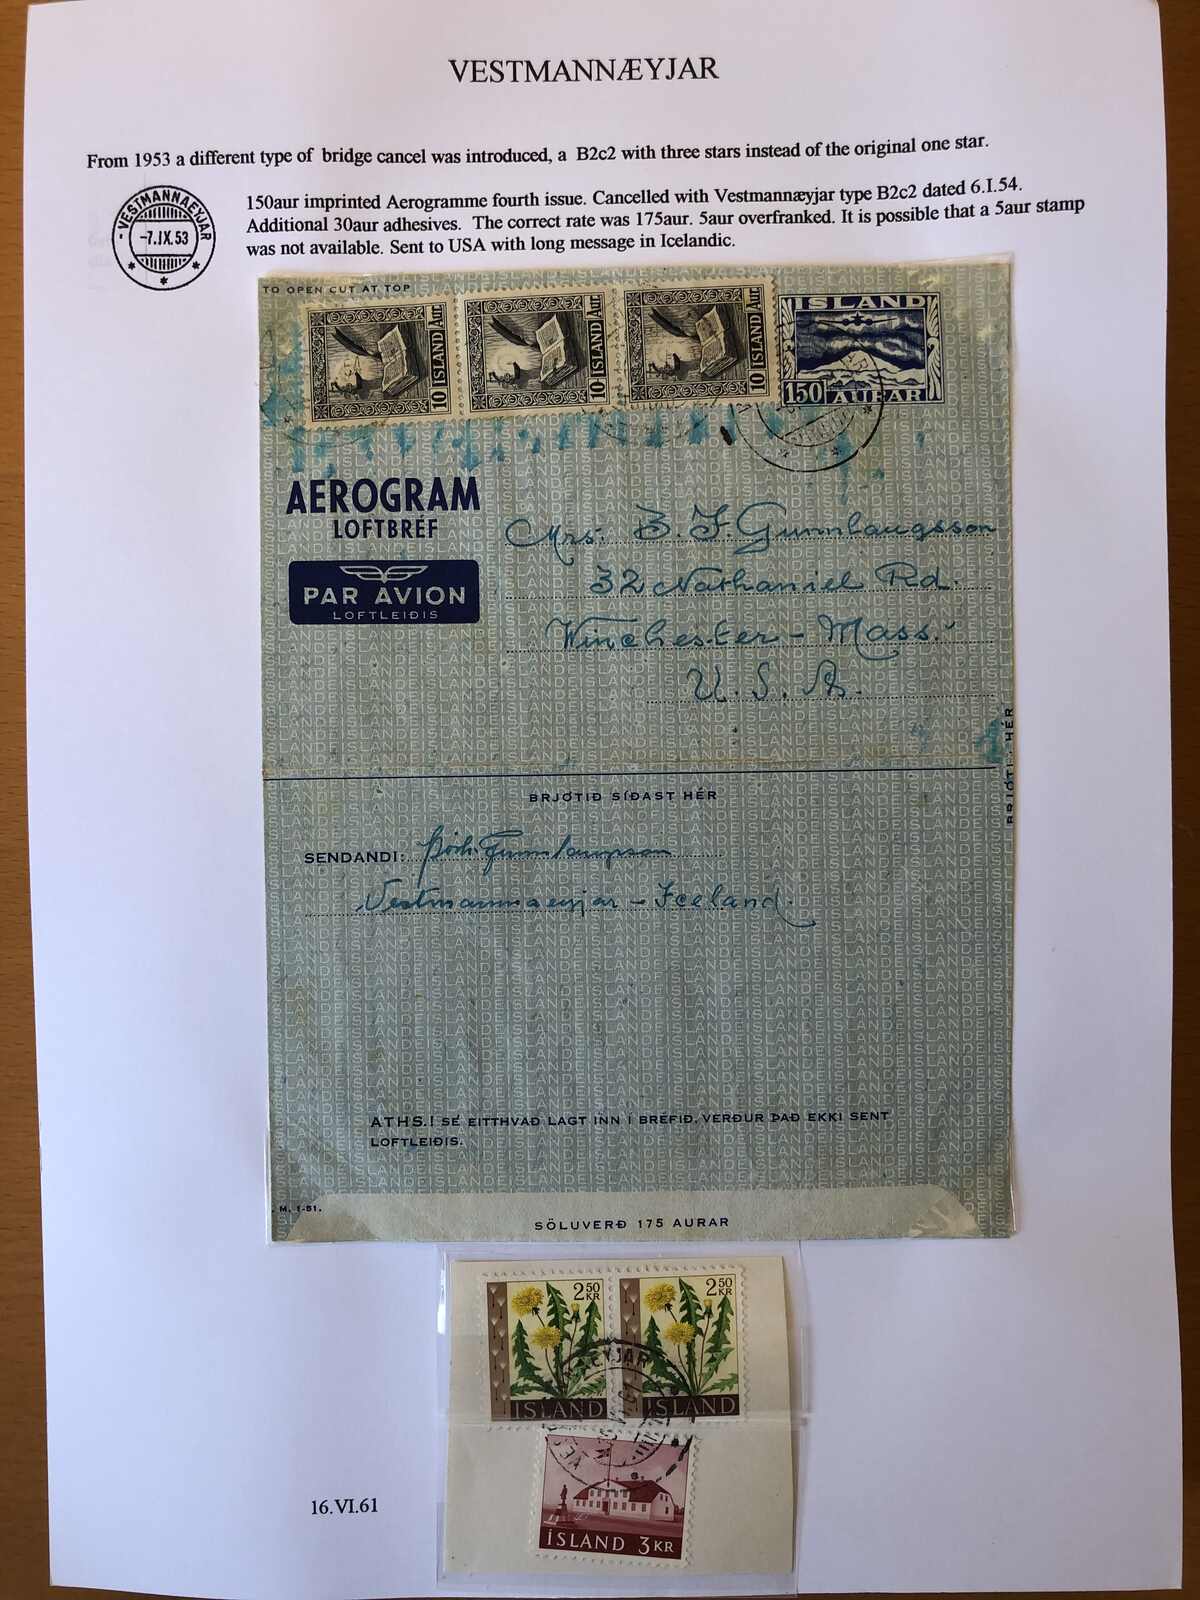 VESTMANNÆYJAR
From 1953 a different type of bridge cancel was introduced, a B2c2 with three stars instead of the original one star.
150aur imprinted Aerogramme fourth issue. Cancelled with Vestmannæyjar type B2c2 dated 6.I.54.
Additional 30aur adhesives. The correct rate was 175aur. 5aur overfranked. It is possible that a 5aur stamp
was not available. Sent to USA with long message in Icelandic.
VESTMANNAEYJAR
-7.IX.53
TO OPEN CUT AT TOP
10 ISLAND Aur.
10 ISLAND Aur.
10 ISLAND Aur.
ISLAND
150 AURAR
AEROGRAM
LOFTBRÉF
PAR AVION
LOFTLEIÐIS
Mrs. B. F. Gunnlaugsson
32 Nathaniel Rd.
Winchester - Mass.
U. S. A.
BRJÓTIÐ HÉR
BRJÓTIÐ SÍÐAST HÉR
SENDANDI: Gunnlaugsson
Vestmannaeyjar - Iceland.
ATHS.! SÉ EITTHVAÐ LAGT INN Í BRÉFIÐ, VERÐUR ÞAÐ EKKI SENT
LOFTLEIÐIS.
. M. 1-51.
SÖLUVERÐ 175 AURAR
2 50 KR
2 50 KR
ÍSLAND
ÍSLAND
ÍSLAND 3 KR
16.VI.61